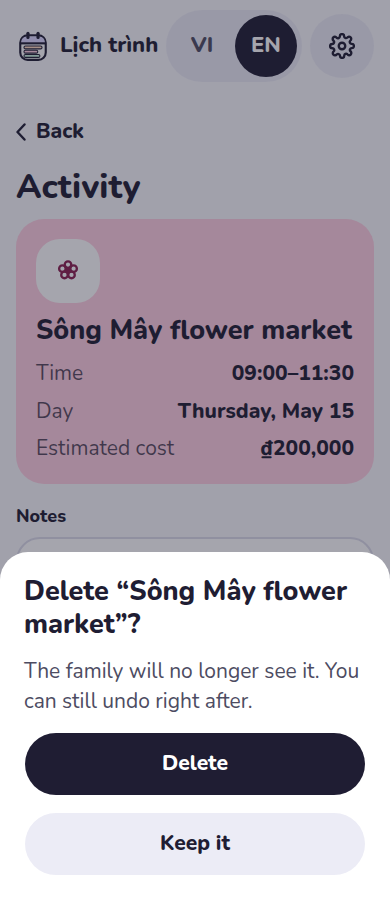 Lịch trình
VI
EN
Back
Activity
Sông Mây flower market
Time
09:00–11:30
Day
Thursday, May 15
Estimated cost
₫200,000
Notes
Delete “Sông Mây flower
market”?
The family will no longer see it. You
can still undo right after.
Delete
Keep it